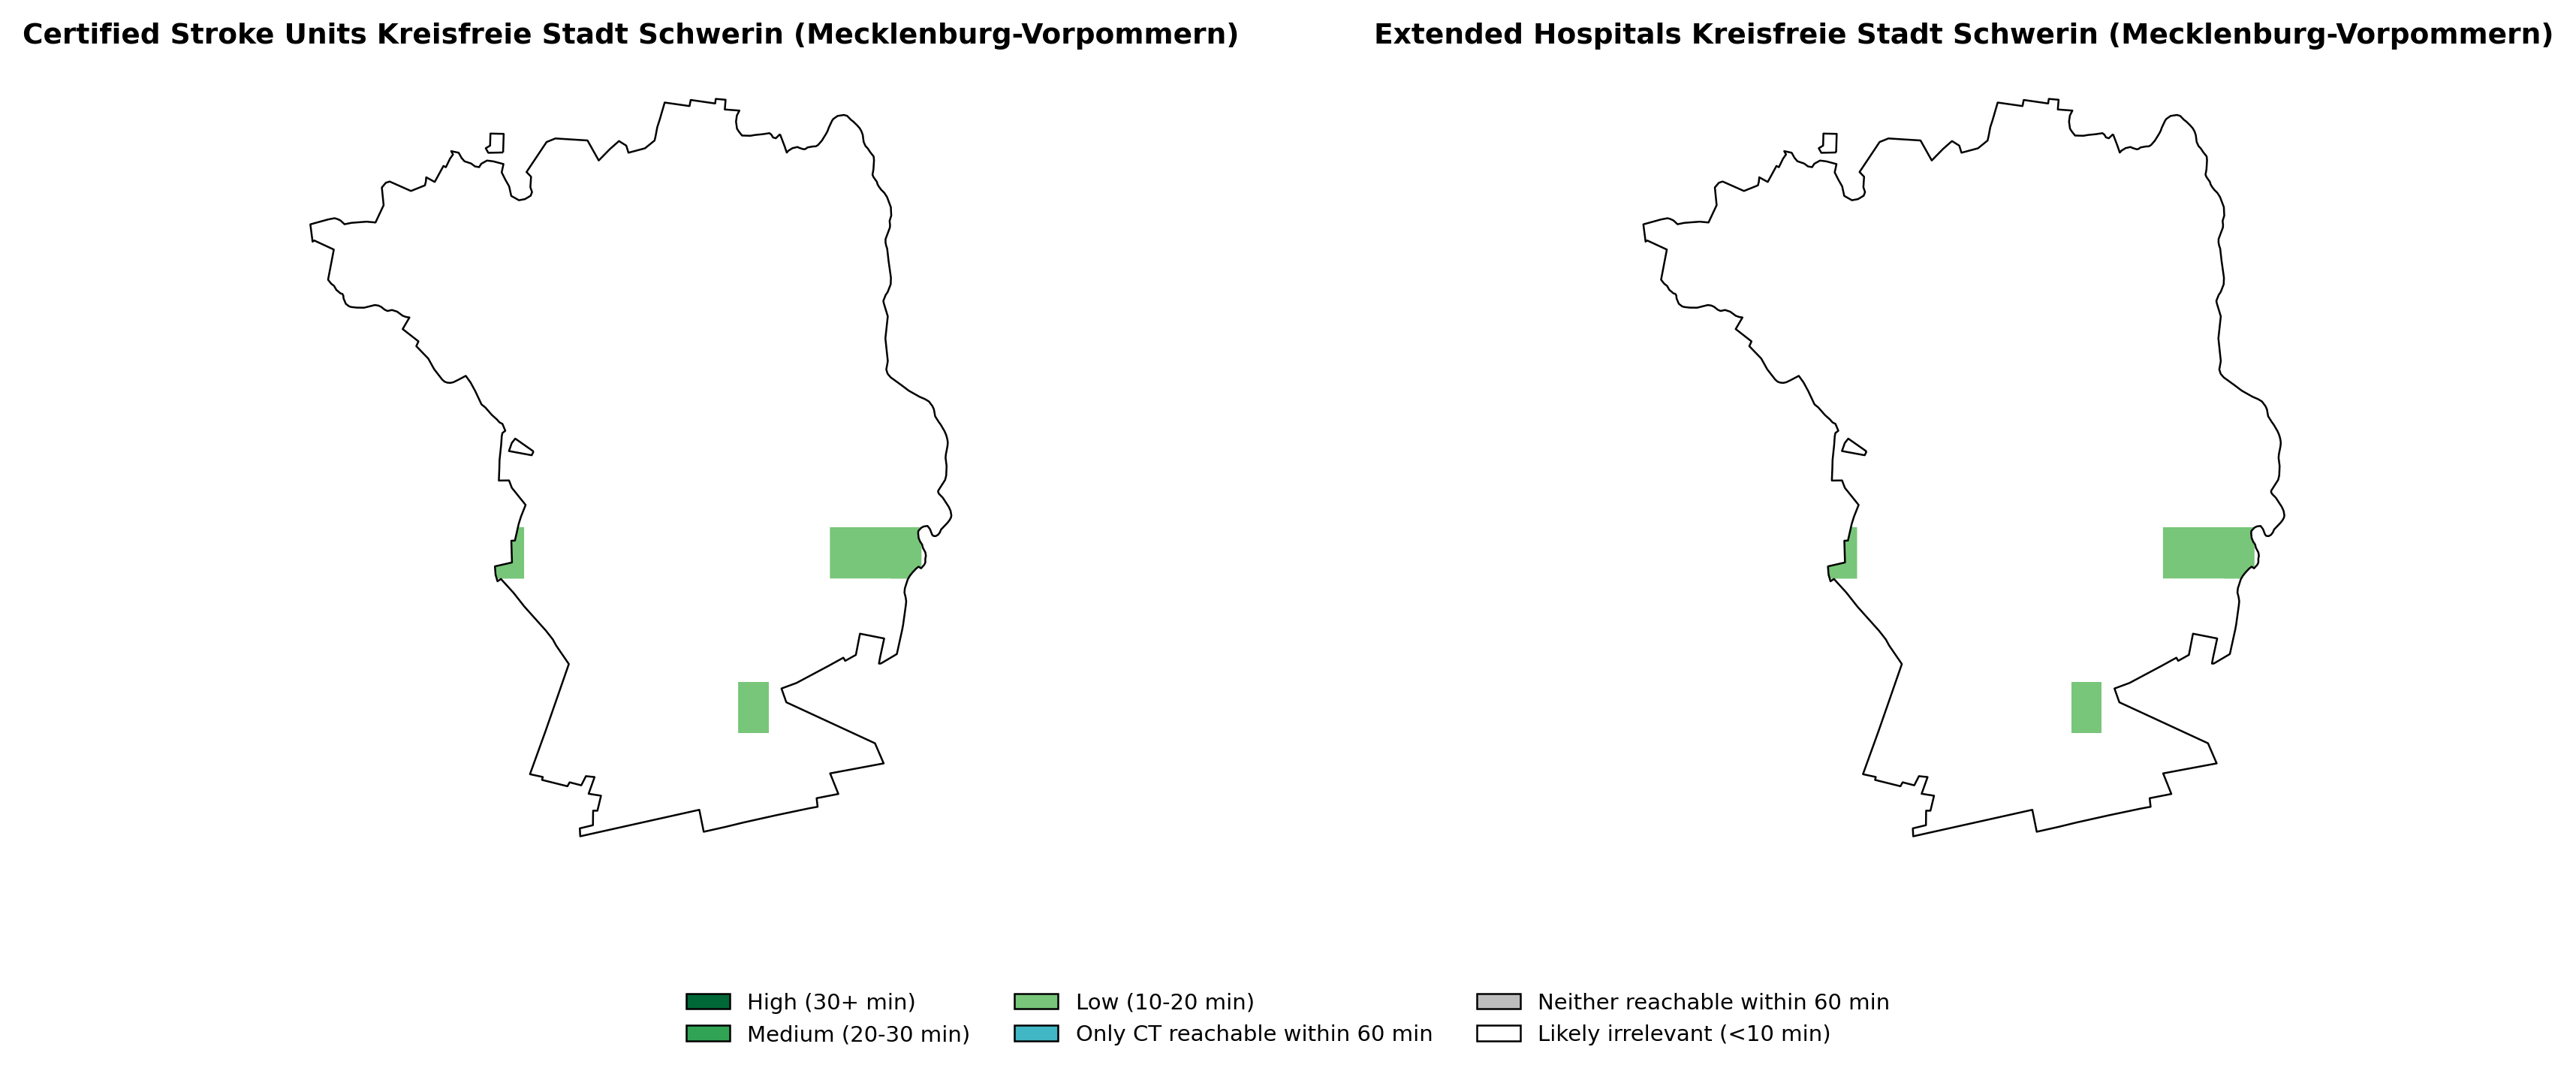 Certified Stroke Units Kreisfreie Stadt Schwerin (Mecklenburg-Vorpommern)
Extended Hospitals Kreisfreie Stadt Schwerin (Mecklenburg-Vorpommern)
High (30+ min)
Medium (20-30 min)
Low (10-20 min)
Only CT reachable within 60 min
Neither reachable within 60 min
Likely irrelevant (<10 min)